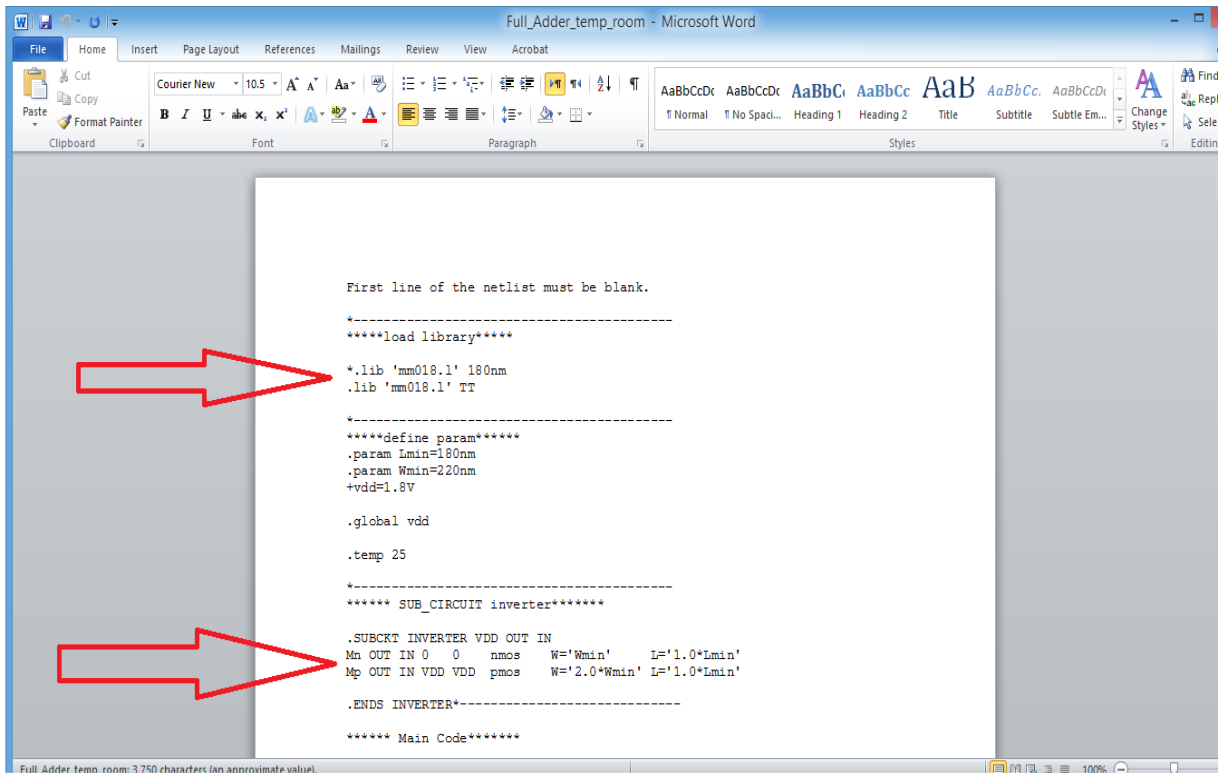 Full_Adder_temp_room - Microsoft Word
File Home Insert Page Layout References Mailings Review View Acrobat
Paste
Cut
Copy
Format Painter
Clipboard
Courier New 10.5
Font
Paragraph
AaBbCcDc AaBbCcDc AaBbC AaBbCc AaB AaBbCc. AaBbCcDc
¶ Normal ¶ No Spaci... Heading 1 Heading 2 Title Subtitle Subtle Em...
Change Styles
Styles
Find
Repl
Sele
Editin
First line of the netlist must be blank.
*------------------------------------------
*****load library*****
*.lib 'mm018.l' 180nm
.lib 'mm018.l' TT
*------------------------------------------
*****define param******
.param Lmin=180nm
.param Wmin=220nm
+vdd=1.8V
.global vdd
.temp 25
*------------------------------------------
****** SUB_CIRCUIT inverter*******
.SUBCKT INVERTER VDD OUT IN
Mn OUT IN 0 0 nmos W='Wmin' L='1.0*Lmin'
Mp OUT IN VDD VDD pmos W='2.0*Wmin' L='1.0*Lmin'
.ENDS INVERTER*-----------------------------
****** Main Code*******
Full_Adder_temp_room: 3,750 characters (an approximate value).
100%